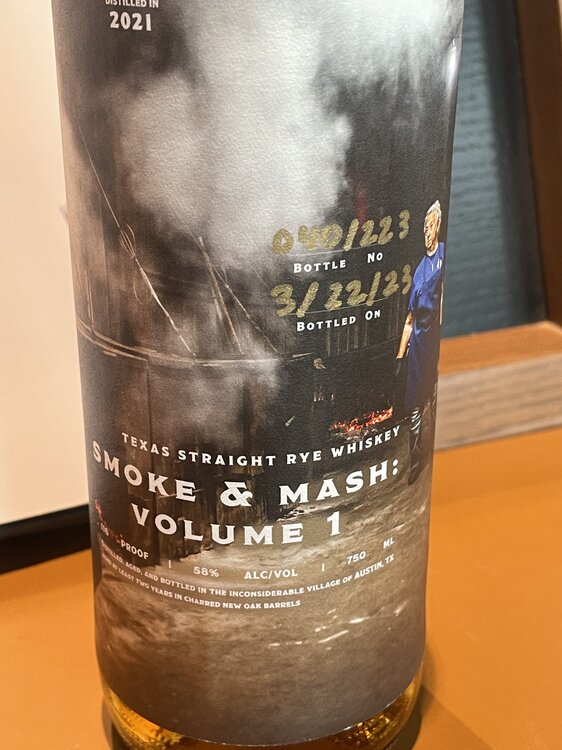 DISTILLED IN
2021
040/223
BOTTLE NO
3/22/23
BOTTLED ON
TEXAS STRAIGHT RYE WHISKEY
SMOKE & MASH:
VOLUME 1
PROOF | 58% ALC/VOL | 750 ML
AGED, AND BOTTLED IN THE INCONSIDERABLE VILLAGE OF AUSTIN, TX
AT LEAST TWO YEARS IN CHARRED NEW OAK BARRELS